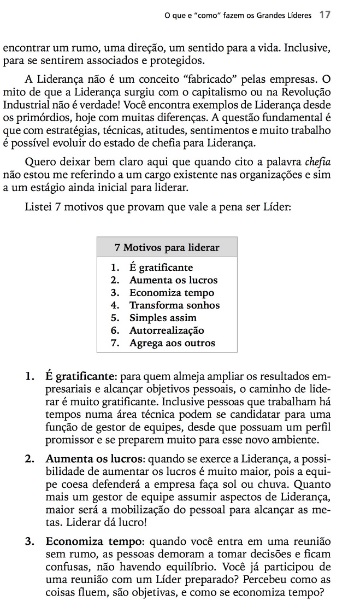 O que e “como” fazem os Grandes Líderes 17
encontrar um rumo, uma direção, um sentido para a vida. Inclusive,
para se sentirem associados e protegidos.
A Liderança não é um conceito “fabricado” pelas empresas. O
mito de que a Liderança surgiu com o capitalismo ou na Revolução
Industrial não é verdade! Você encontra exemplos de Liderança desde
os primórdios, hoje com muitas diferenças. A questão fundamental é
que com estratégias, técnicas, atitudes, sentimentos e muito trabalho
é possível evoluir do estado de chefia para Liderança.
Quero deixar bem claro aqui que quando cito a palavra chefia
não estou me referindo a um cargo existente nas organizações e sim
a um estágio ainda inicial para liderar.
Listei 7 motivos que provam que vale a pena ser Líder:
7 Motivos para liderar
1. É gratificante
2. Aumenta os lucros
3. Economiza tempo
4. Transforma sonhos
5. Simples assim
6. Autorrealização
7. Agrega aos outros
1. É gratificante: para quem almeja ampliar os resultados em-
presariais e alcançar objetivos pessoais, o caminho de lide-
rar é muito gratificante. Inclusive pessoas que trabalham há
tempos numa área técnica podem se candidatar para uma
função de gestor de equipes, desde que possuam um perfil
promissor e se preparem muito para esse novo ambiente.
2. Aumenta os lucros: quando se exerce a Liderança, a possi-
bilidade de aumentar os lucros é muito maior, pois a equi-
pe coesa defenderá a empresa faça sol ou chuva. Quanto
mais um gestor de equipe assumir aspectos de Liderança,
maior será a mobilização do pessoal para alcançar as me-
tas. Liderar dá lucro!
3. Economiza tempo: quando você entra em uma reunião
sem rumo, as pessoas demoram a tomar decisões e ficam
confusas, não havendo equilíbrio. Você já participou de
uma reunião com um Líder preparado? Percebeu como as
coisas fluem, são objetivas, e como se economiza tempo?